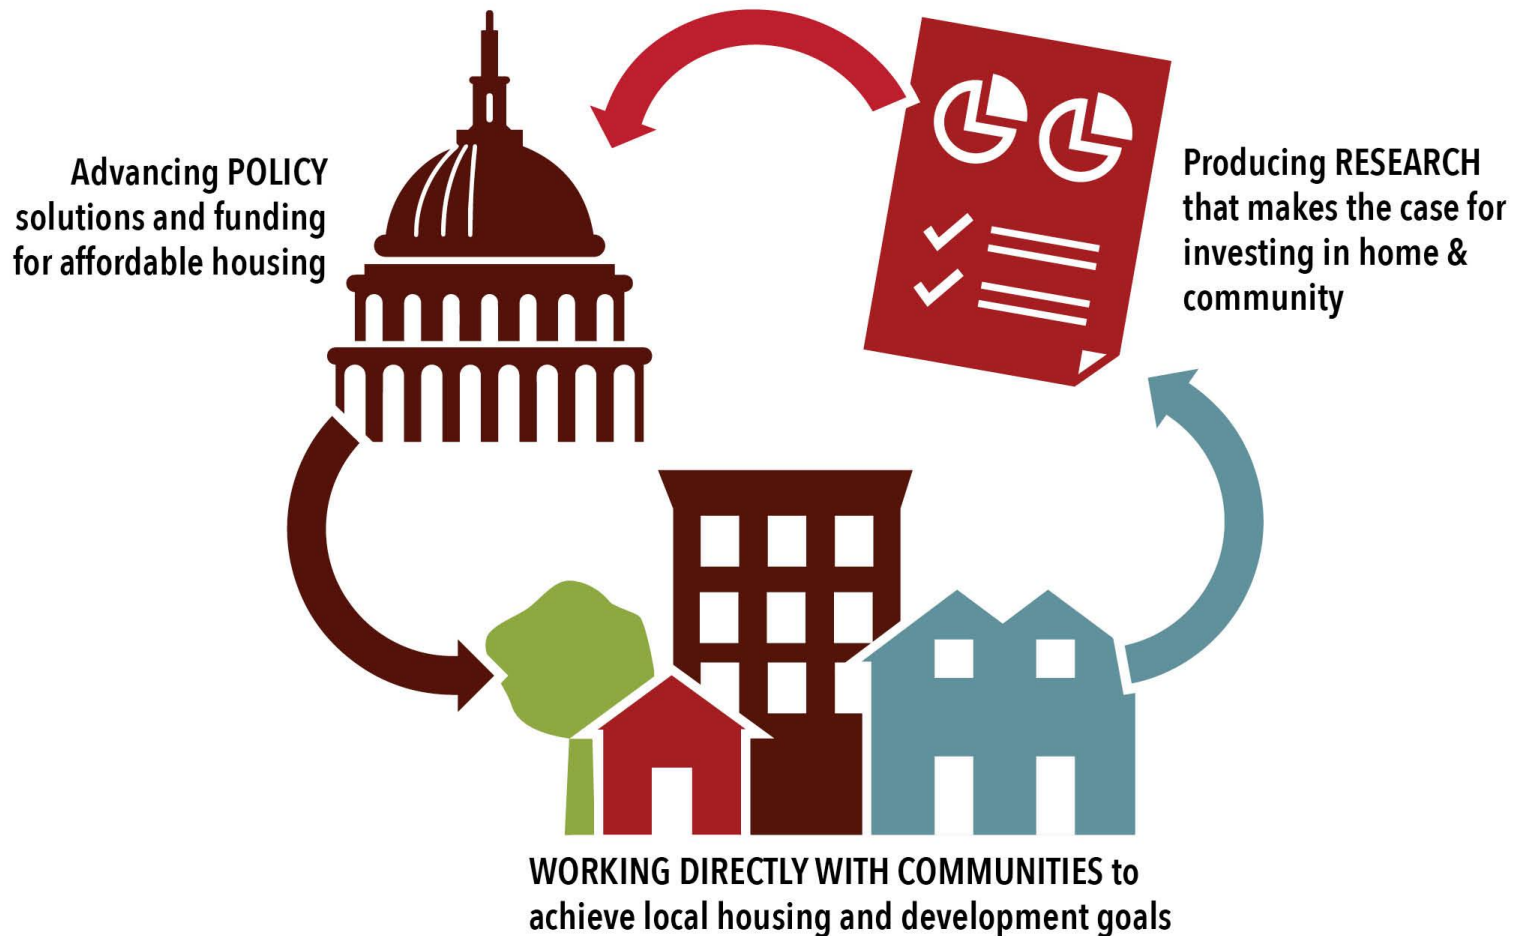 Advancing POLICY
solutions and funding
for affordable housing
Producing RESEARCH
that makes the case for
investing in home &
community
WORKING DIRECTLY WITH COMMUNITIES to
achieve local housing and development goals